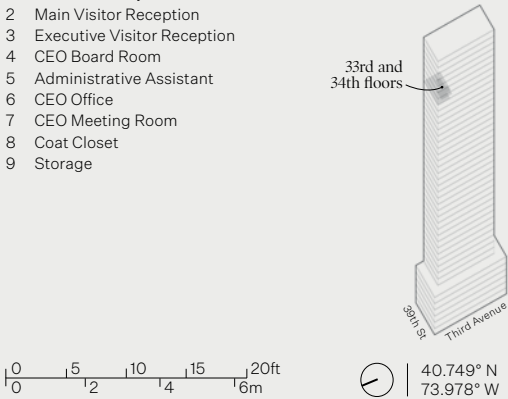 2 Main Visitor Reception
3 Executive Visitor Reception
4 CEO Board Room
5 Administrative Assistant
6 CEO Office
7 CEO Meeting Room
8 Coat Closet
9 Storage
33rd and
34th floors
39th St
Third Avenue
0 5 10 15 20ft
0 2 4 6m
40.749° N
73.978° W